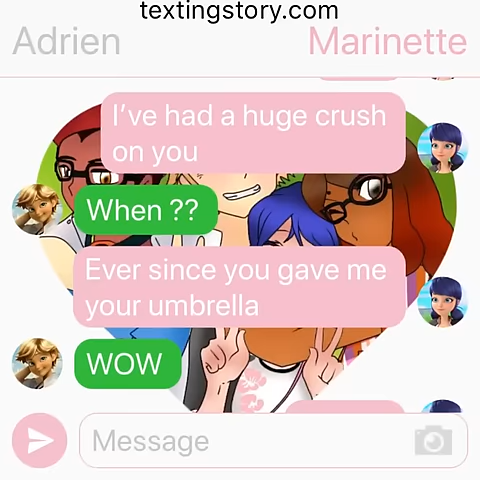 textingstory.com
Adrien
Marinette
I’ve had a huge crush
on you
When ??
Ever since you gave me
your umbrella
WOW
Message